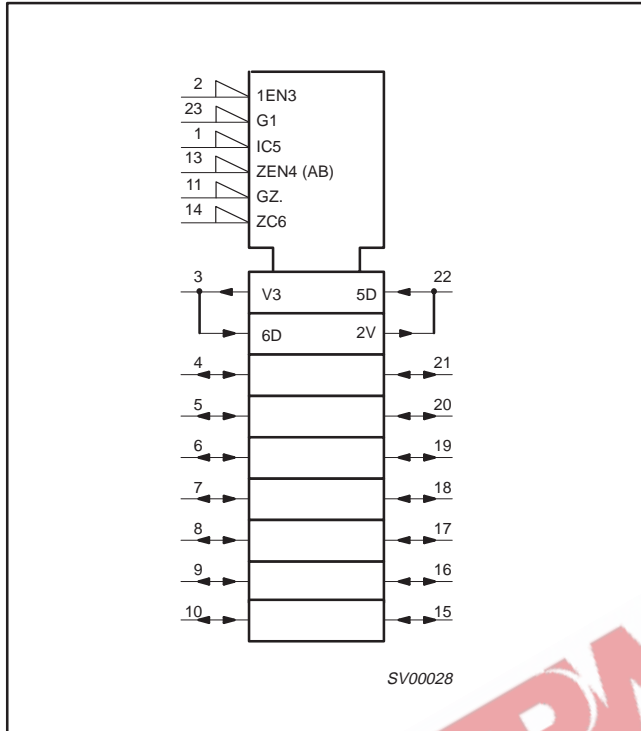 2 1EN3
23 G1
1 IC5
13 ZEN4 (AB)
11 GZ.
14 ZC6
3 V3 5D 22
6D 2V
4 21
5 20
6 19
7 18
8 17
9 16
10 15
SV00028